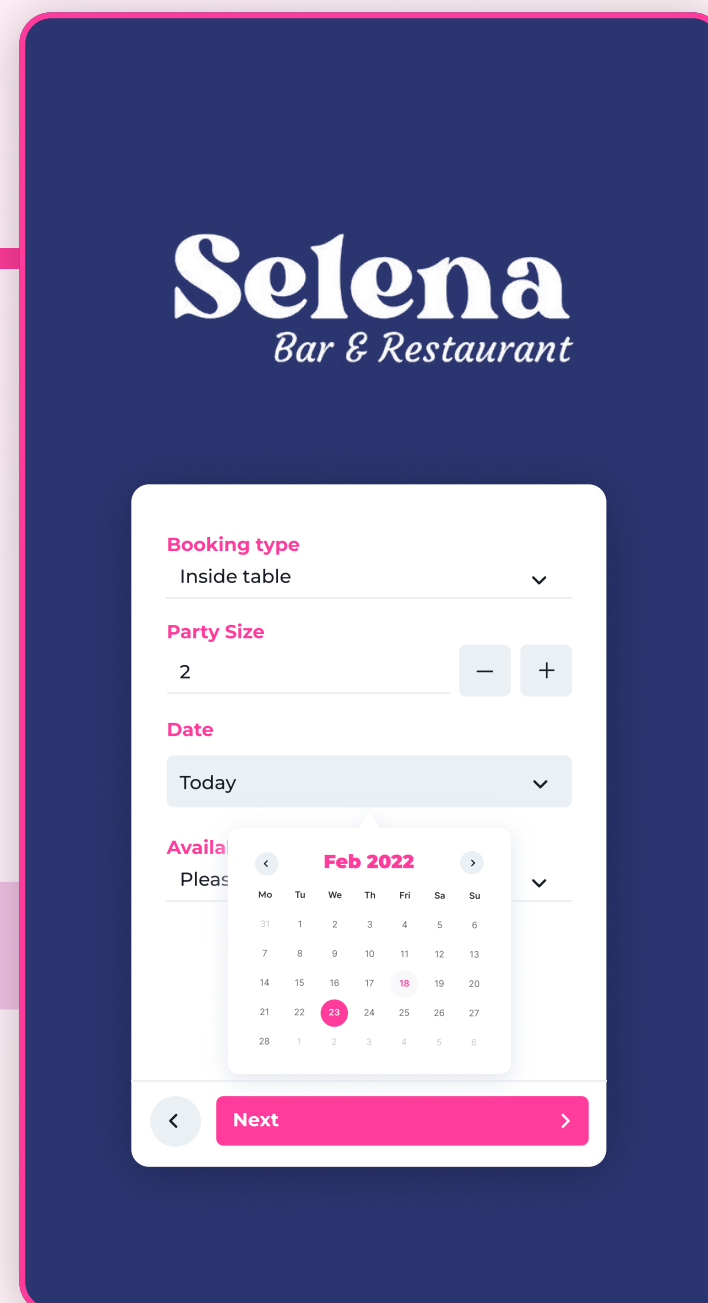 Selena
Bar & Restaurant
Booking type
Inside table
Party Size
2
Date
Today
Feb 2022
Mo Tu We Th Fri Sa Su
31 1 2 3 4 5 6
7 8 9 10 11 12 13
14 15 16 17 18 19 20
21 22 23 24 25 26 27
28 1 2 3 4 5 6
Next